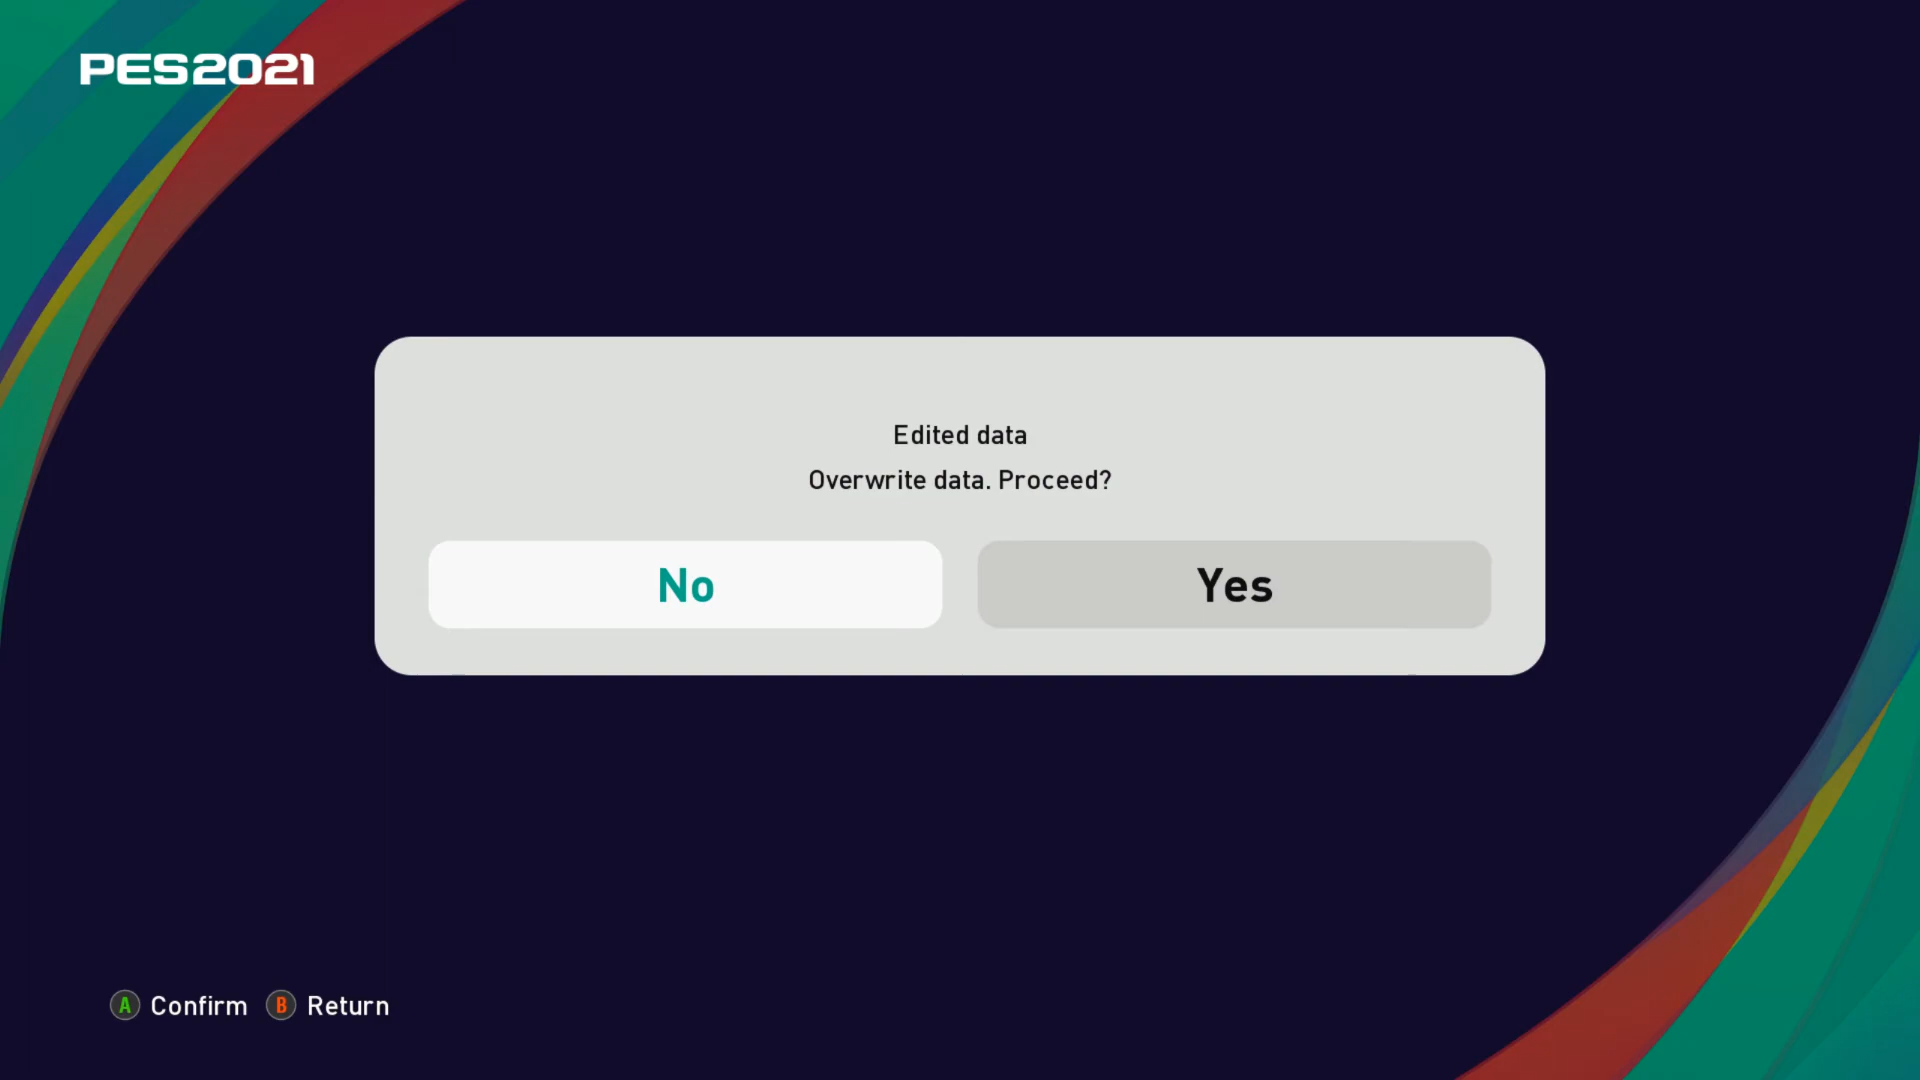 PES2021
Edited data
Overwrite data. Proceed?
No Yes
A Confirm B Return